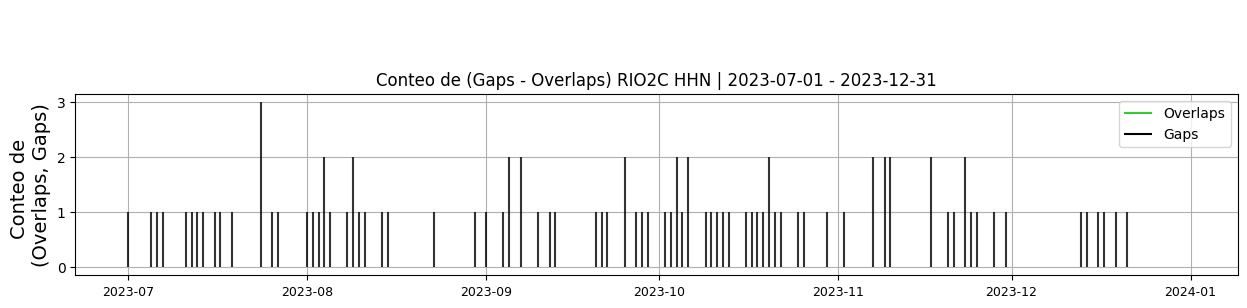 Conteo de (Gaps - Overlaps) RIO2C HHN | 2023-07-01 - 2023-12-31
Conteo de
(Overlaps, Gaps)
3
2
1
0
Overlaps
Gaps
2023-07
2023-08
2023-09
2023-10
2023-11
2023-12
2024-01